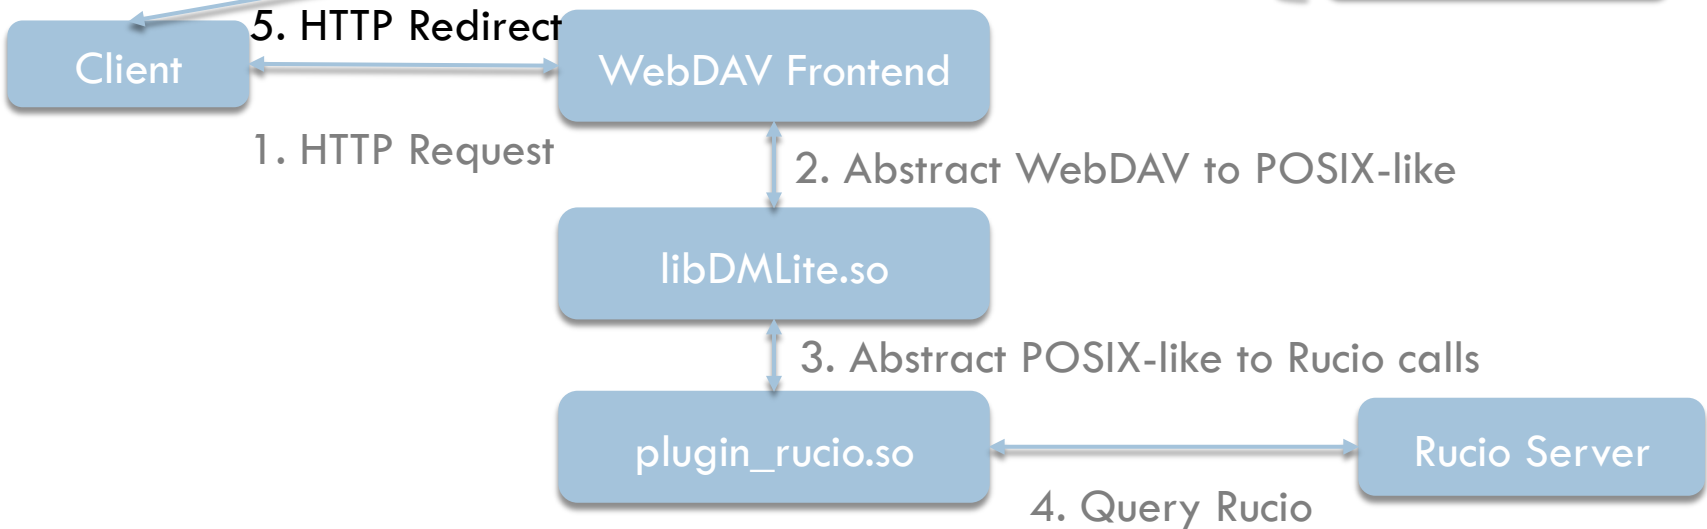 5. HTTP Redirect
Client
WebDAV Frontend
1. HTTP Request
2. Abstract WebDAV to POSIX-like
libDMLite.so
3. Abstract POSIX-like to Rucio calls
plugin_rucio.so
Rucio Server
4. Query Rucio